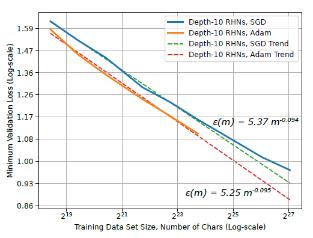 Depth-10 RHNs, SGD
Depth-10 RHNs, Adam
Depth-10 RHNs, SGD Trend
Depth-10 RHNs, Adam Trend
1.59
1.47
1.36
1.26
1.17
1.08
1.00
0.93
0.86
Minimum Validation Loss (Log-scale)
ε(m) = 5.37 m^-0.094
ε(m) = 5.25 m^-0.095
2^19 2^21 2^23 2^25 2^27
Training Data Set Size, Number of Chars (Log-scale)